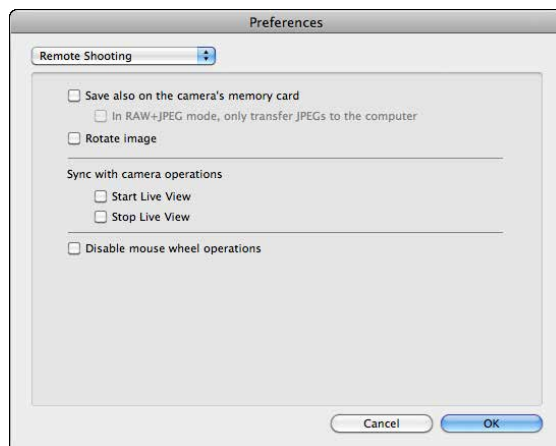 Preferences
Remote Shooting
Save also on the camera's memory card
In RAW+JPEG mode, only transfer JPEGs to the computer
Rotate image
Sync with camera operations
Start Live View
Stop Live View
Disable mouse wheel operations
Cancel OK